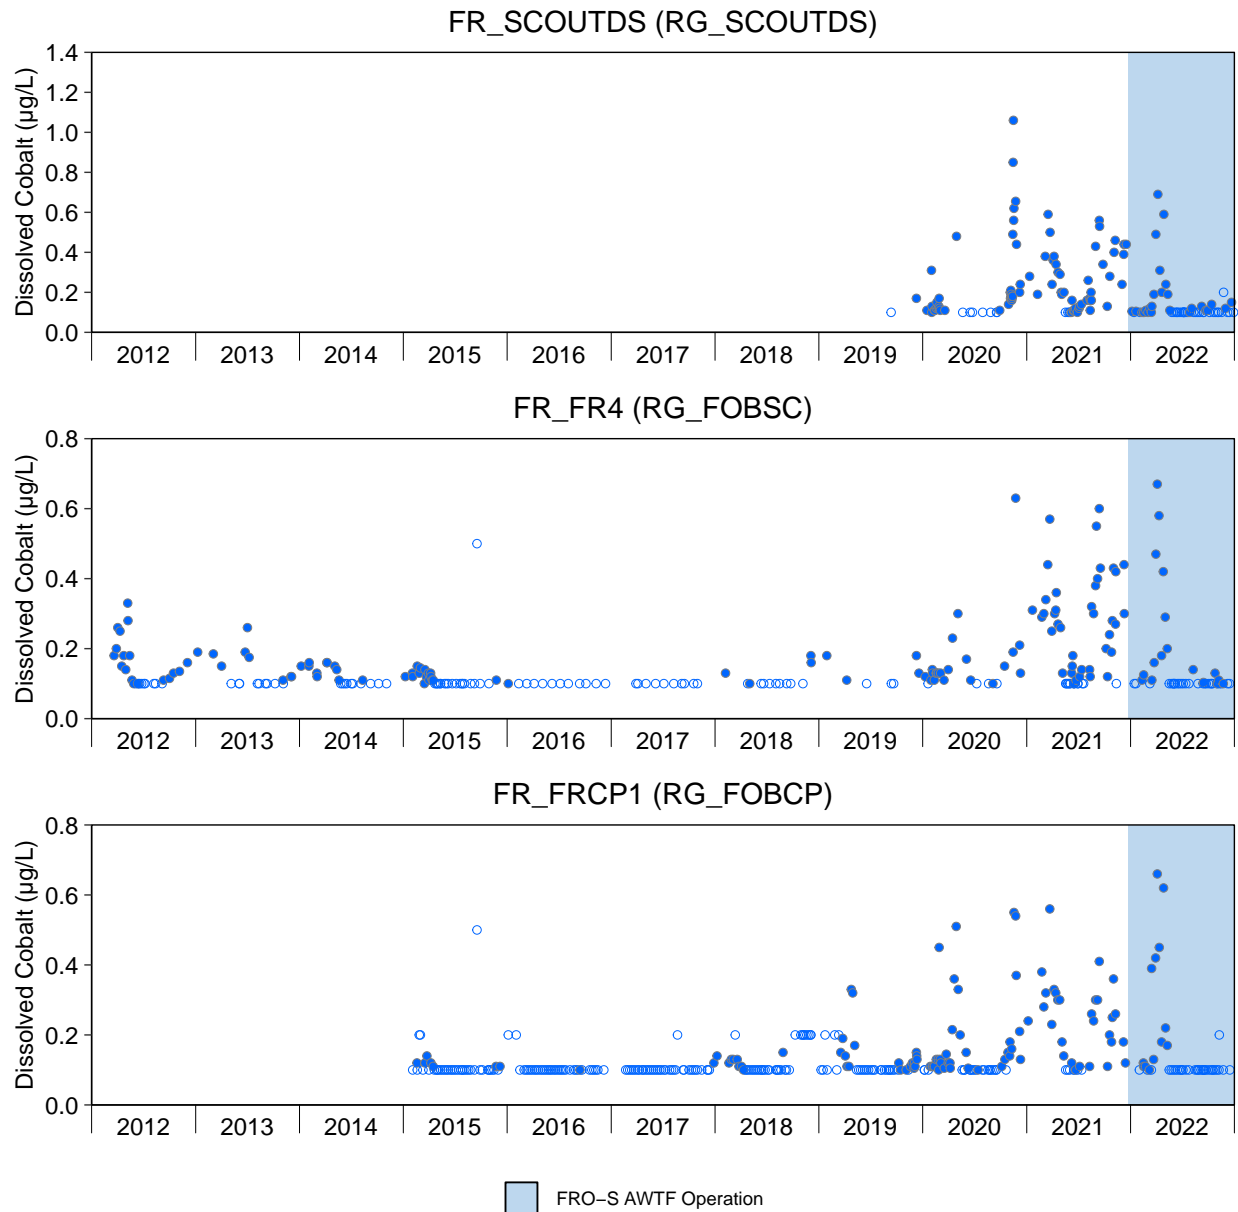 FR_SCOUTDS (RG_SCOUTDS)
Dissolved Cobalt (µg/L)
1.4
1.2
1.0
0.8
0.6
0.4
0.2
0.0
2012 2013 2014 2015 2016 2017 2018 2019 2020 2021 2022
FR_FR4 (RG_FOBSC)
Dissolved Cobalt (µg/L)
0.8
0.6
0.4
0.2
0.0
2012 2013 2014 2015 2016 2017 2018 2019 2020 2021 2022
FR_FRCP1 (RG_FOBCP)
Dissolved Cobalt (µg/L)
0.8
0.6
0.4
0.2
0.0
2012 2013 2014 2015 2016 2017 2018 2019 2020 2021 2022
FRO−S AWTF Operation